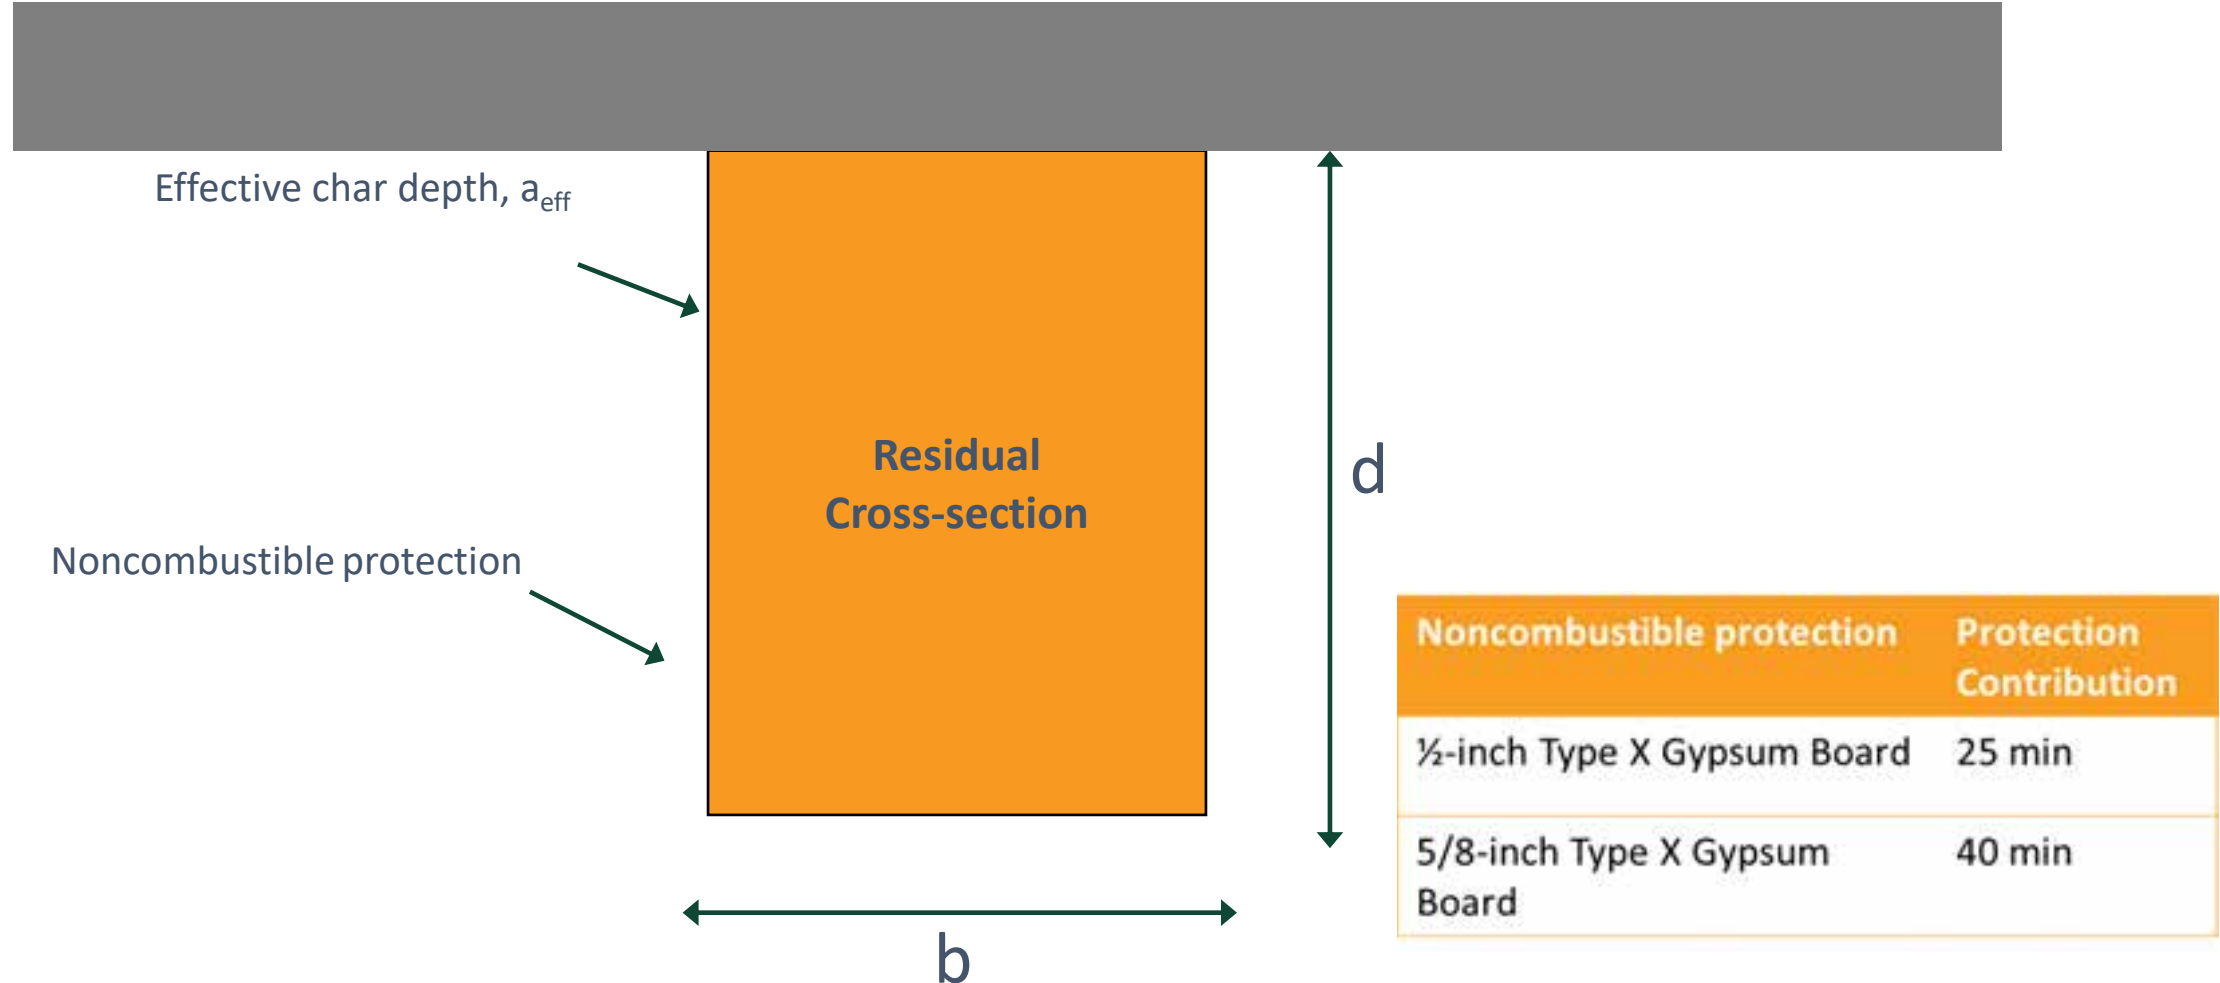 Effective char depth, aeff
Residual
Cross-section
d
Noncombustible protection
b
Noncombustible protection
Protection
Contribution
½-inch Type X Gypsum Board
25 min
5/8-inch Type X Gypsum
Board
40 min